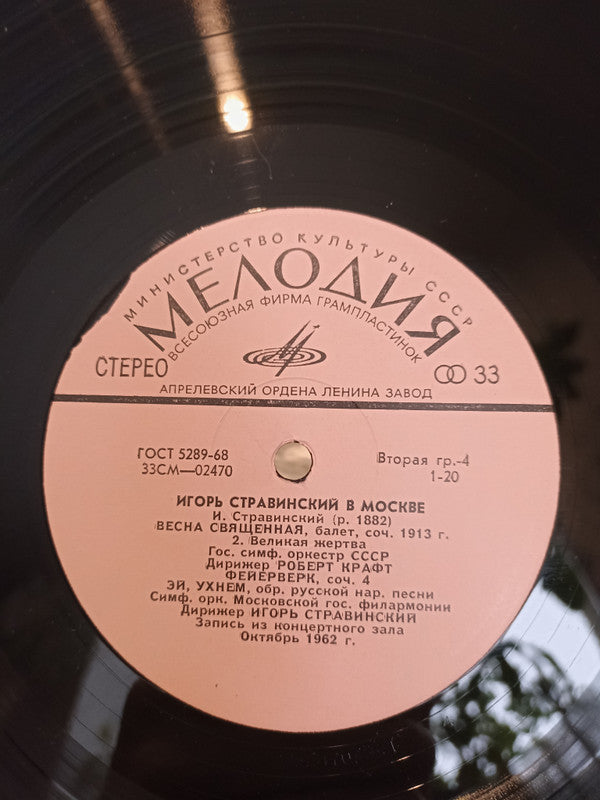 МИНИСТЕРСТВО КУЛЬТУРЫ СССР
МЕЛОДИЯ
ВСЕСОЮЗНАЯ ФИРМА ГРАМПЛАСТИНОК
СТЕРЕО
33
АПРЕЛЕВСКИЙ ОРДЕНА ЛЕНИНА ЗАВОД
ГОСТ 5289-68
Вторая гр.-4
33СМ—02470
1-20
ИГОРЬ СТРАВИНСКИЙ В МОСКВЕ
И. Стравинский (р. 1882)
ВЕСНА СВЯЩЕННАЯ, балет, соч. 1913 г.
2. Великая жертва
Гос. симф. оркестр СССР
Дирижер РОБЕРТ КРАФТ
ФЕЙЕРВЕРК, соч. 4
ЭЙ, УХНЕМ, обр. русской нар. песни
Симф. орк. Московской гос. филармонии
Дирижер ИГОРЬ СТРАВИНСКИЙ
Запись из концертного зала
Октябрь 1962 г.